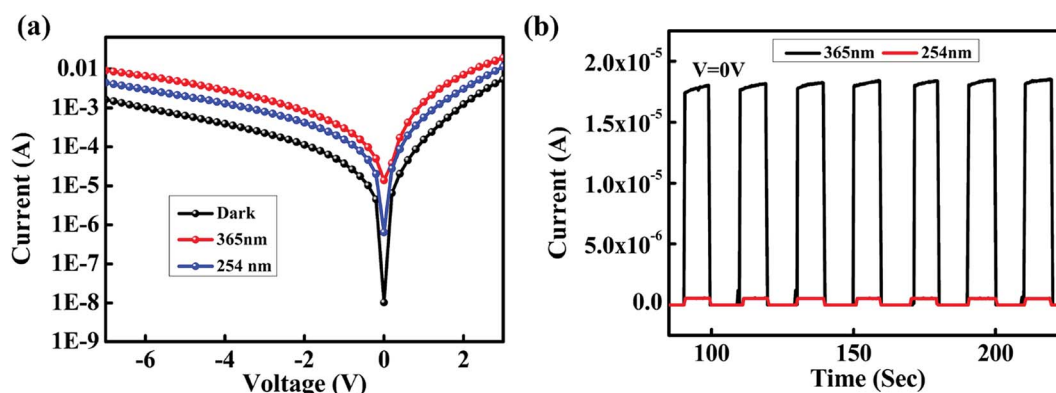 (a)
Current (A)
0.01
1E-3
1E-4
1E-5
1E-6
1E-7
1E-8
1E-9
Dark
365nm
254 nm
-6 -4 -2 0 2
Voltage (V)
(b)
Current (A)
2.0x10⁻⁵
1.5x10⁻⁵
1.0x10⁻⁵
5.0x10⁻⁶
0.0
365nm 254nm
V=0V
100 150 200
Time (Sec)